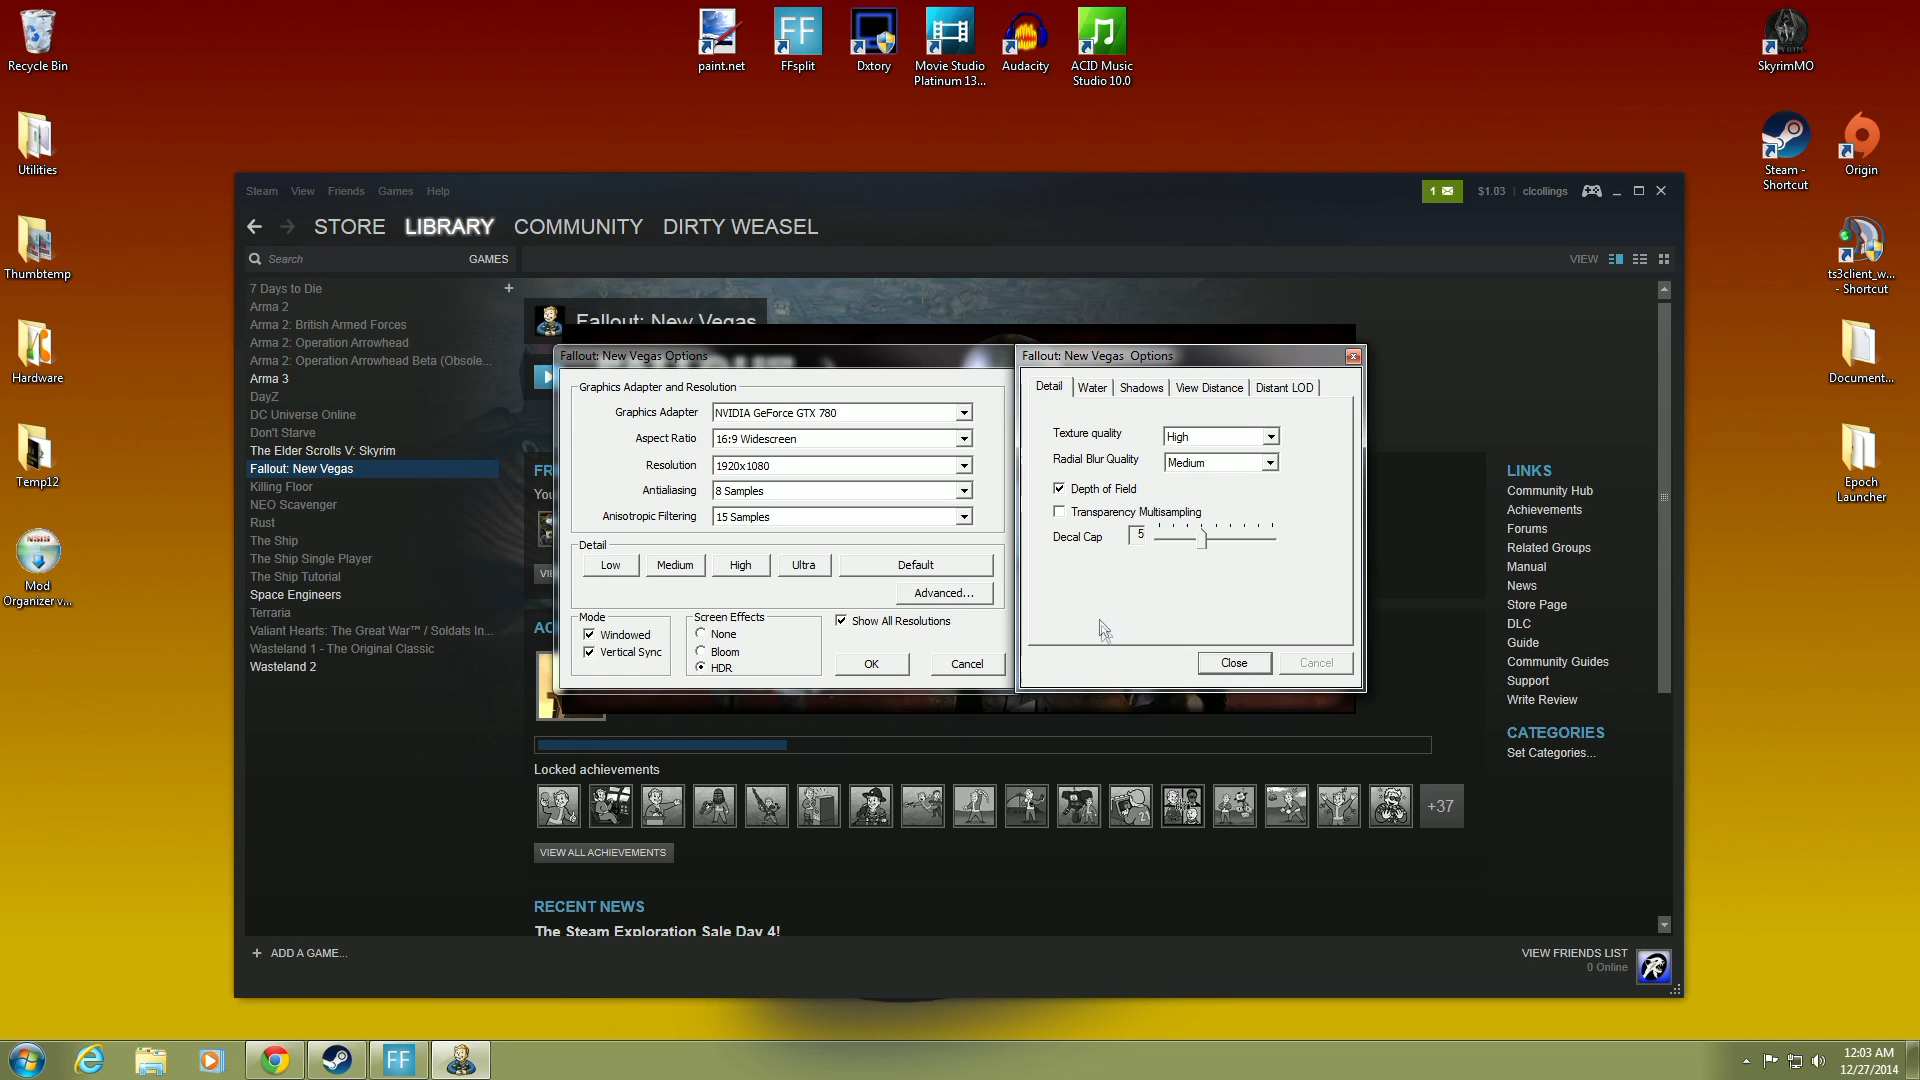 Recycle Bin
Utilities
Thumbtemp
Hardware
Temp12
Mod
Organizer v...
paint.net
FFsplit
Dxtory
Movie Studio
Platinum 13...
Audacity
ACID Music
Studio 10.0
SkyrimMO
Steam -
Shortcut
Origin
ts3client_w...
- Shortcut
Document...
Epoch
Launcher
Steam View Friends Games Help
1 $1.03 clcollings
STORE LIBRARY COMMUNITY DIRTY WEASEL
Search GAMES
VIEW
7 Days to Die
Arma 2
Arma 2: British Armed Forces
Arma 2: Operation Arrowhead
Arma 2: Operation Arrowhead Beta (Obsole...
Arma 3
DayZ
DC Universe Online
Don't Starve
The Elder Scrolls V: Skyrim
Fallout: New Vegas
Killing Floor
NEO Scavenger
Rust
The Ship
The Ship Single Player
The Ship Tutorial
Space Engineers
Terraria
Valiant Hearts: The Great War™ / Soldats In...
Wasteland 1 - The Original Classic
Wasteland 2
+ ADD A GAME...
Fallout: New Vegas
Fallout: New Vegas Options
Graphics Adapter and Resolution
Graphics Adapter NVIDIA GeForce GTX 780
Aspect Ratio 16:9 Widescreen
Resolution 1920x1080
Antialiasing 8 Samples
Anisotropic Filtering 15 Samples
Detail
Low Medium High Ultra Default
Advanced...
Mode
Windowed
Vertical Sync
Screen Effects
None
Bloom
HDR
Show All Resolutions
OK Cancel
Fallout: New Vegas Options
Detail Water Shadows View Distance Distant LOD
Texture quality High
Radial Blur Quality Medium
Depth of Field
Transparency Multisampling
Decal Cap 5
Close Cancel
Locked achievements
+37
VIEW ALL ACHIEVEMENTS
RECENT NEWS
The Steam Exploration Sale Day 4!
LINKS
Community Hub
Achievements
Forums
Related Groups
Manual
News
Store Page
DLC
Guide
Community Guides
Support
Write Review
CATEGORIES
Set Categories...
VIEW FRIENDS LIST
0 Online
FF
12:03 AM
12/27/2014